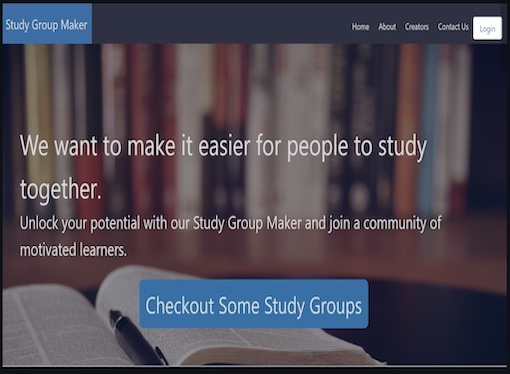 Study Group Maker
Home About Creators Contact Us Login
We want to make it easier for people to study
together.
Unlock your potential with our Study Group Maker and join a community of
motivated learners.
Checkout Some Study Groups